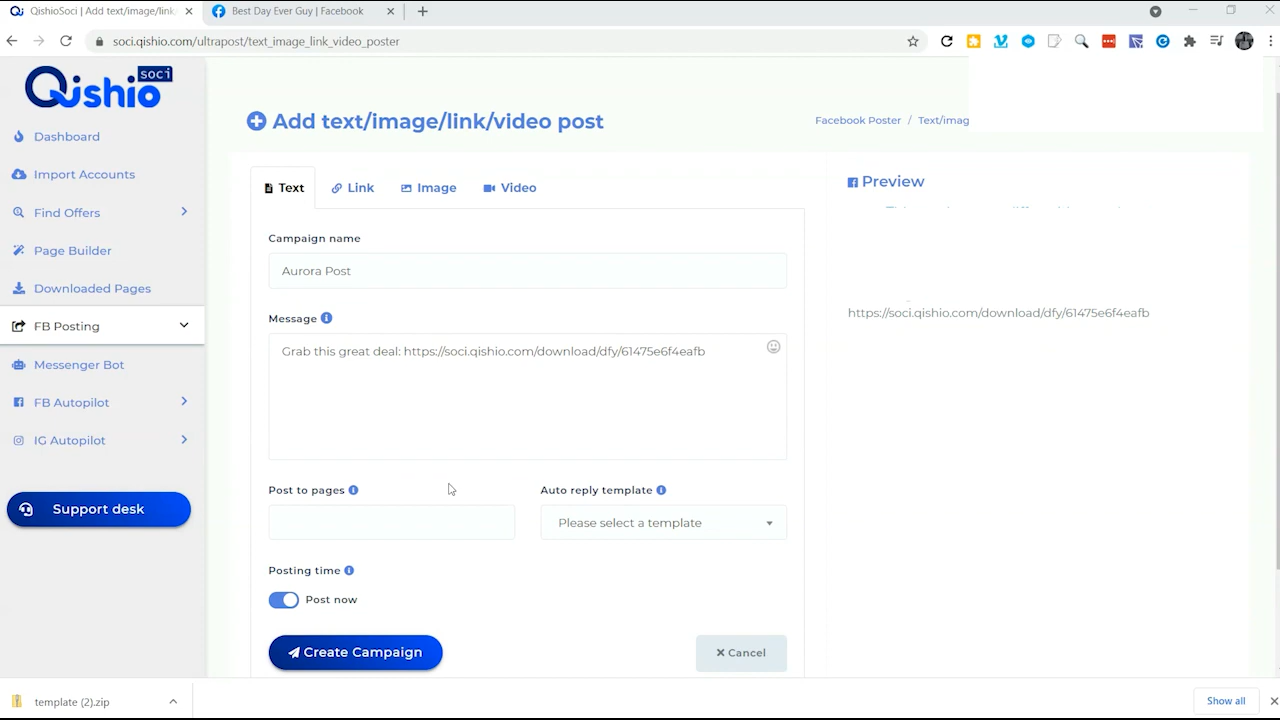 QishioSoci | Add text/image/link
Best Day Ever Guy | Facebook
soci.qishio.com/ultrapost/text_image_link_video_poster
Qishio soci
Dashboard
Import Accounts
Find Offers
Page Builder
Downloaded Pages
FB Posting
Messenger Bot
FB Autopilot
IG Autopilot
Support desk
Add text/image/link/video post
Facebook Poster / Text/imag
Text
Link
Image
Video
Campaign name
Aurora Post
Message
Grab this great deal: https://soci.qishio.com/download/dfy/61475e6f4eafb
Post to pages
Auto reply template
Please select a template
Posting time
Post now
Create Campaign
Cancel
Preview
https://soci.qishio.com/download/dfy/61475e6f4eafb
template (2).zip
Show all